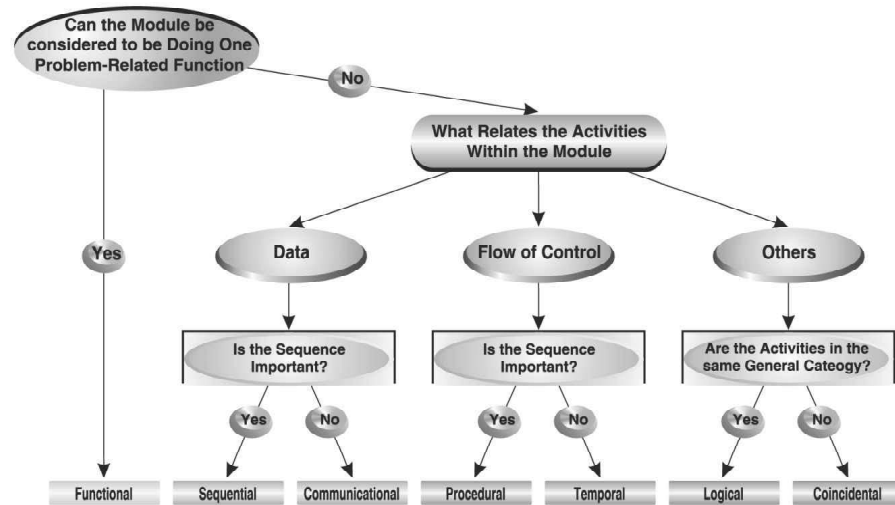 Can the Module be
considered to be Doing One
Problem-Related Function
No
What Relates the Activities
Within the Module
Yes
Data
Flow of Control
Others
Is the Sequence
Important?
Is the Sequence
Important?
Are the Activities in the
same General Cateogy?
Yes
No
Yes
No
Yes
No
Functional
Sequential
Communicational
Procedural
Temporal
Logical
Coincidental